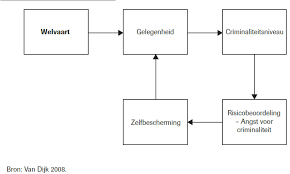 Welvaart
Gelegenheid
Criminaliteitsniveau
Zelfbescherming
Risicobeoordeling
– Angst voor
criminaliteit
Bron: Van Dijk 2008.